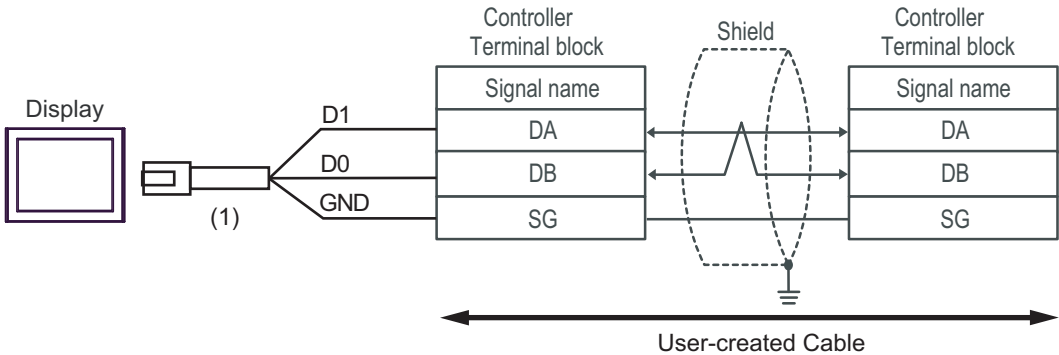 Controller
Terminal block
Shield
Controller
Terminal block
Display
Signal name
Signal name
D1
DA
DA
D0
DB
DB
(1)
GND
SG
SG
User-created Cable